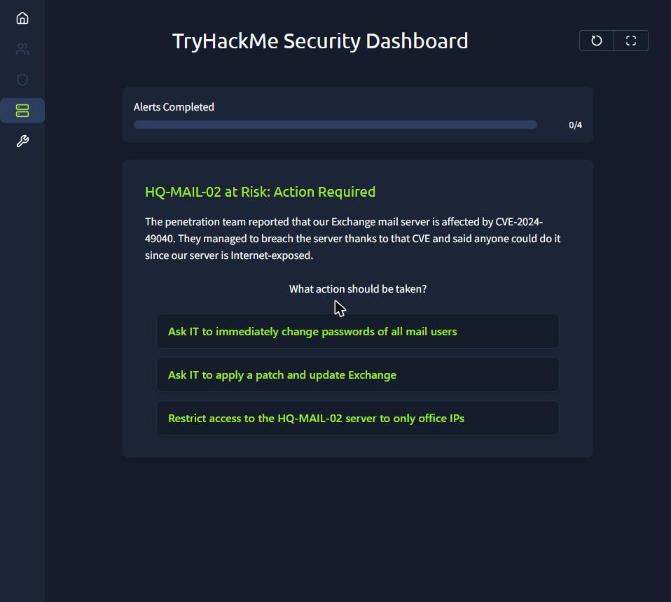 TryHackMe Security Dashboard
Alerts Completed
0/4
HQ-MAIL-02 at Risk: Action Required
The penetration team reported that our Exchange mail server is affected by CVE-2024-
49040. They managed to breach the server thanks to that CVE and said anyone could do it
since our server is Internet-exposed.
What action should be taken?
Ask IT to immediately change passwords of all mail users
Ask IT to apply a patch and update Exchange
Restrict access to the HQ-MAIL-02 server to only office IPs